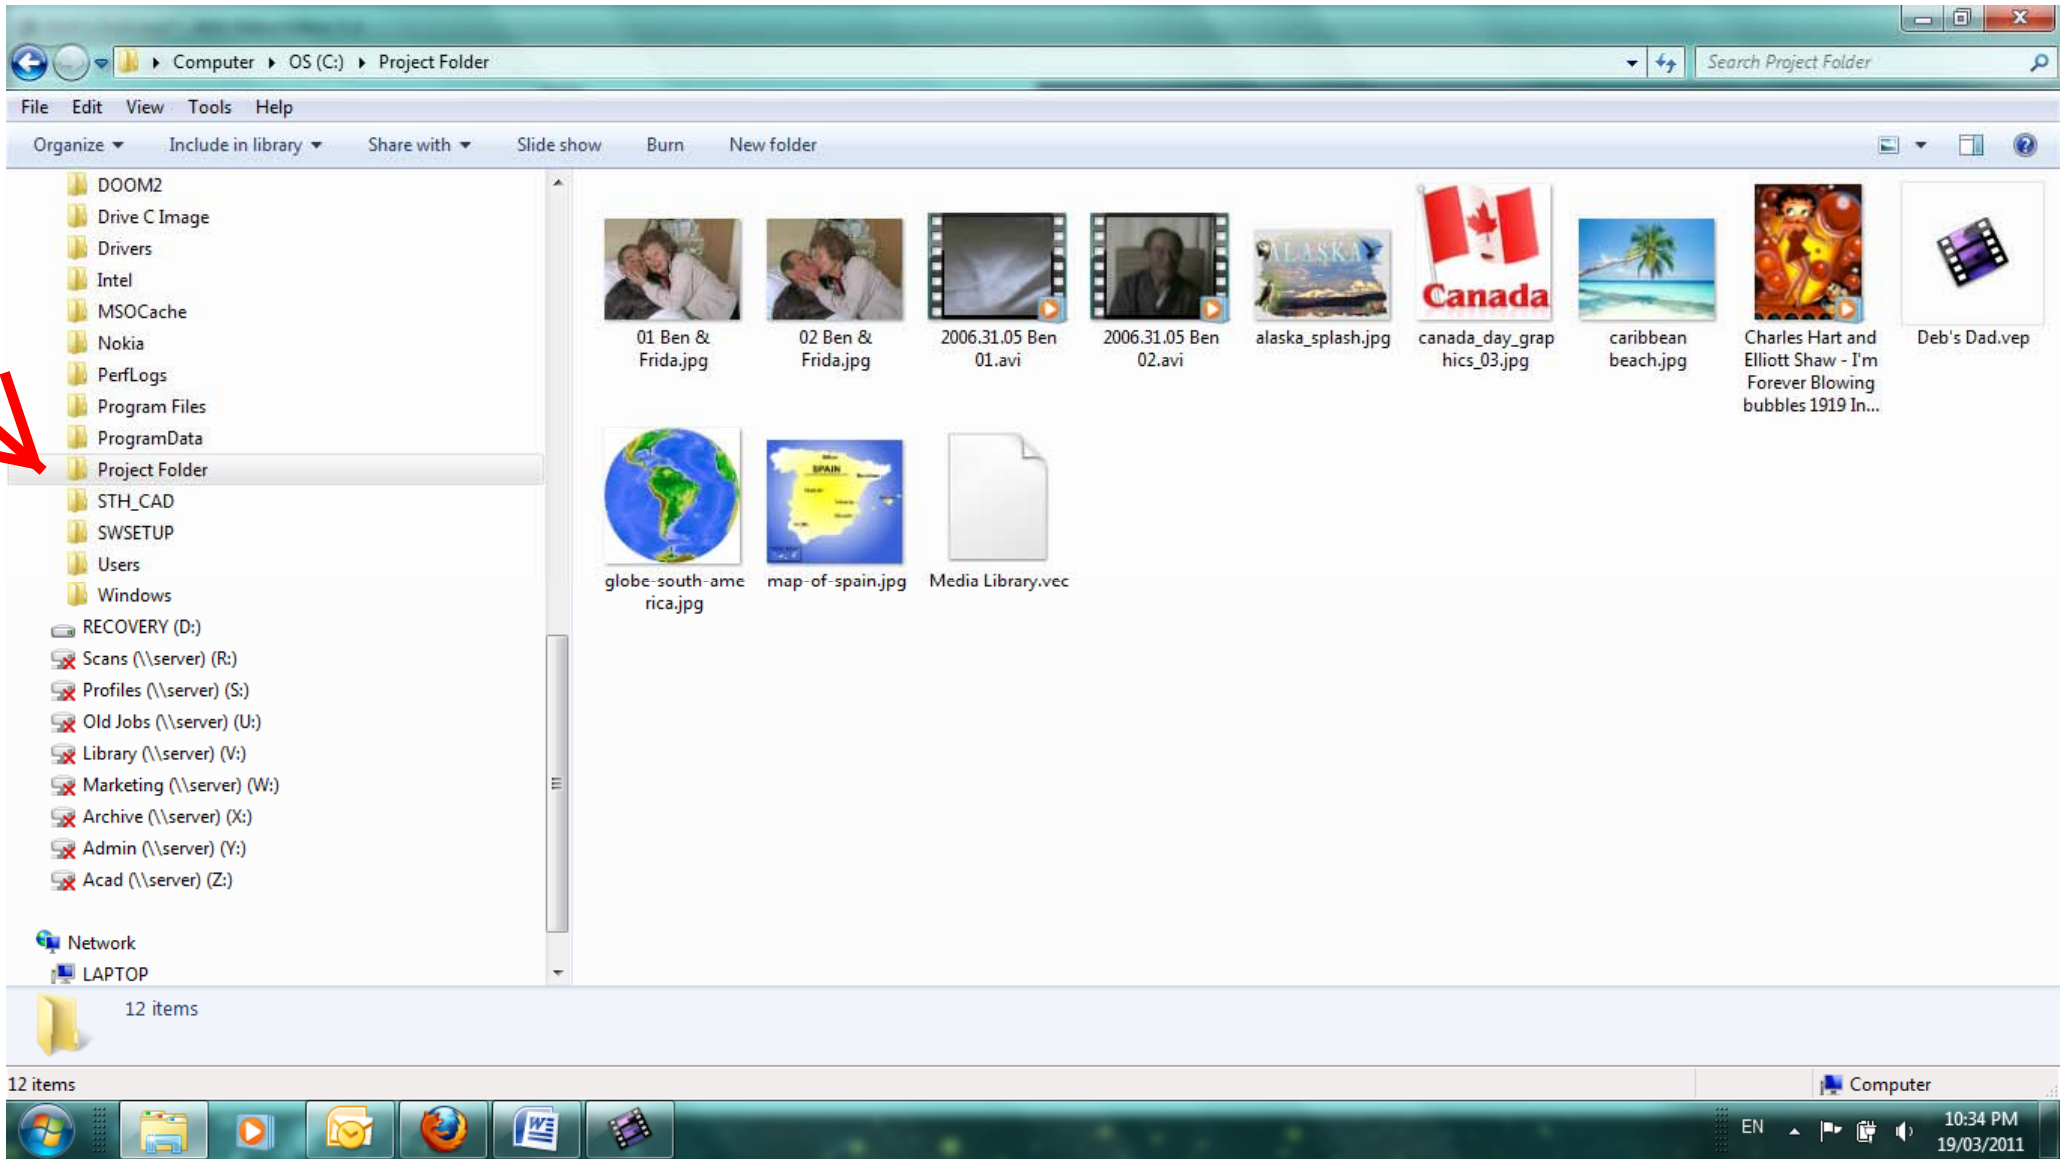 Computer ▸ OS (C:) ▸ Project Folder
Search Project Folder
File Edit View Tools Help
Organize Include in library Share with Slide show Burn New folder
DOOM2
Drive C Image
Drivers
Intel
MSOCache
Nokia
PerfLogs
Program Files
ProgramData
Project Folder
STH_CAD
SWSETUP
Users
Windows
RECOVERY (D:)
Scans (\\server) (R:)
Profiles (\\server) (S:)
Old Jobs (\\server) (U:)
Library (\\server) (V:)
Marketing (\\server) (W:)
Archive (\\server) (X:)
Admin (\\server) (Y:)
Acad (\\server) (Z:)
Network
LAPTOP
ALASKA
Canada
01 Ben &
Frida.jpg
02 Ben &
Frida.jpg
2006.31.05 Ben
01.avi
2006.31.05 Ben
02.avi
alaska_splash.jpg
canada_day_grap
hics_03.jpg
caribbean
beach.jpg
Charles Hart and
Elliott Shaw - I'm
Forever Blowing
bubbles 1919 In...
Deb's Dad.vep
SPAIN
globe-south-ame
rica.jpg
map-of-spain.jpg
Media Library.vec
12 items
12 items
Computer
EN
10:34 PM
19/03/2011